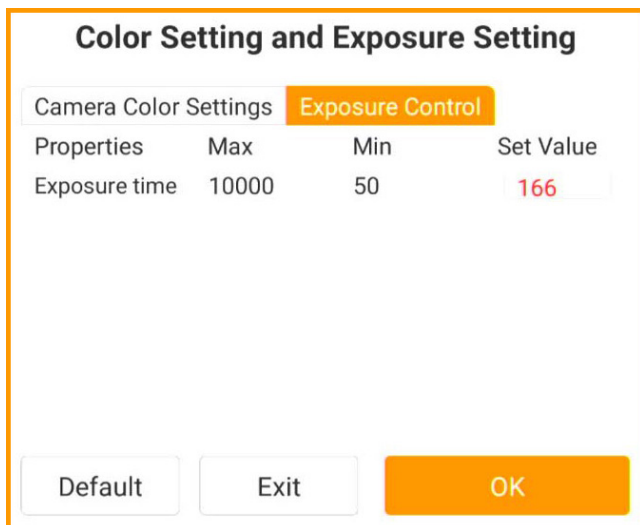 Color Setting and Exposure Setting
Camera Color Settings Exposure Control
Properties Max Min Set Value
Exposure time 10000 50 166
Default Exit OK